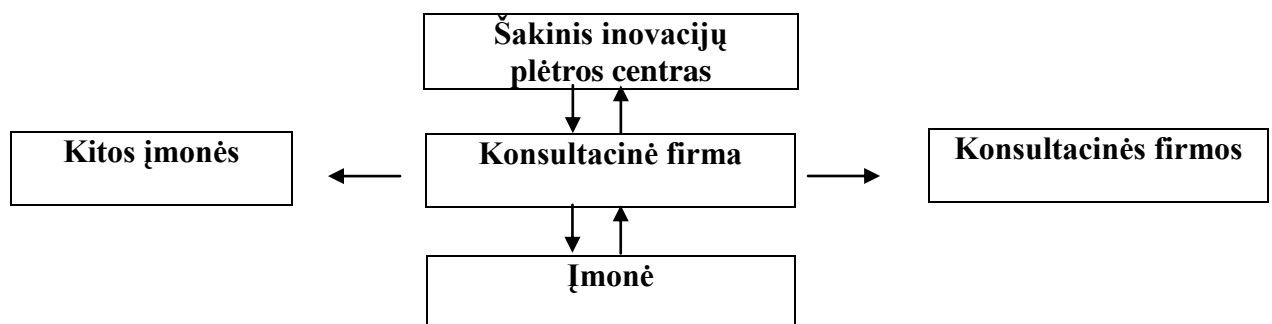 Šakinis inovacijų
plėtros centras
Kitos įmonės
Konsultacinė firma
Konsultacinės firmos
Įmonė